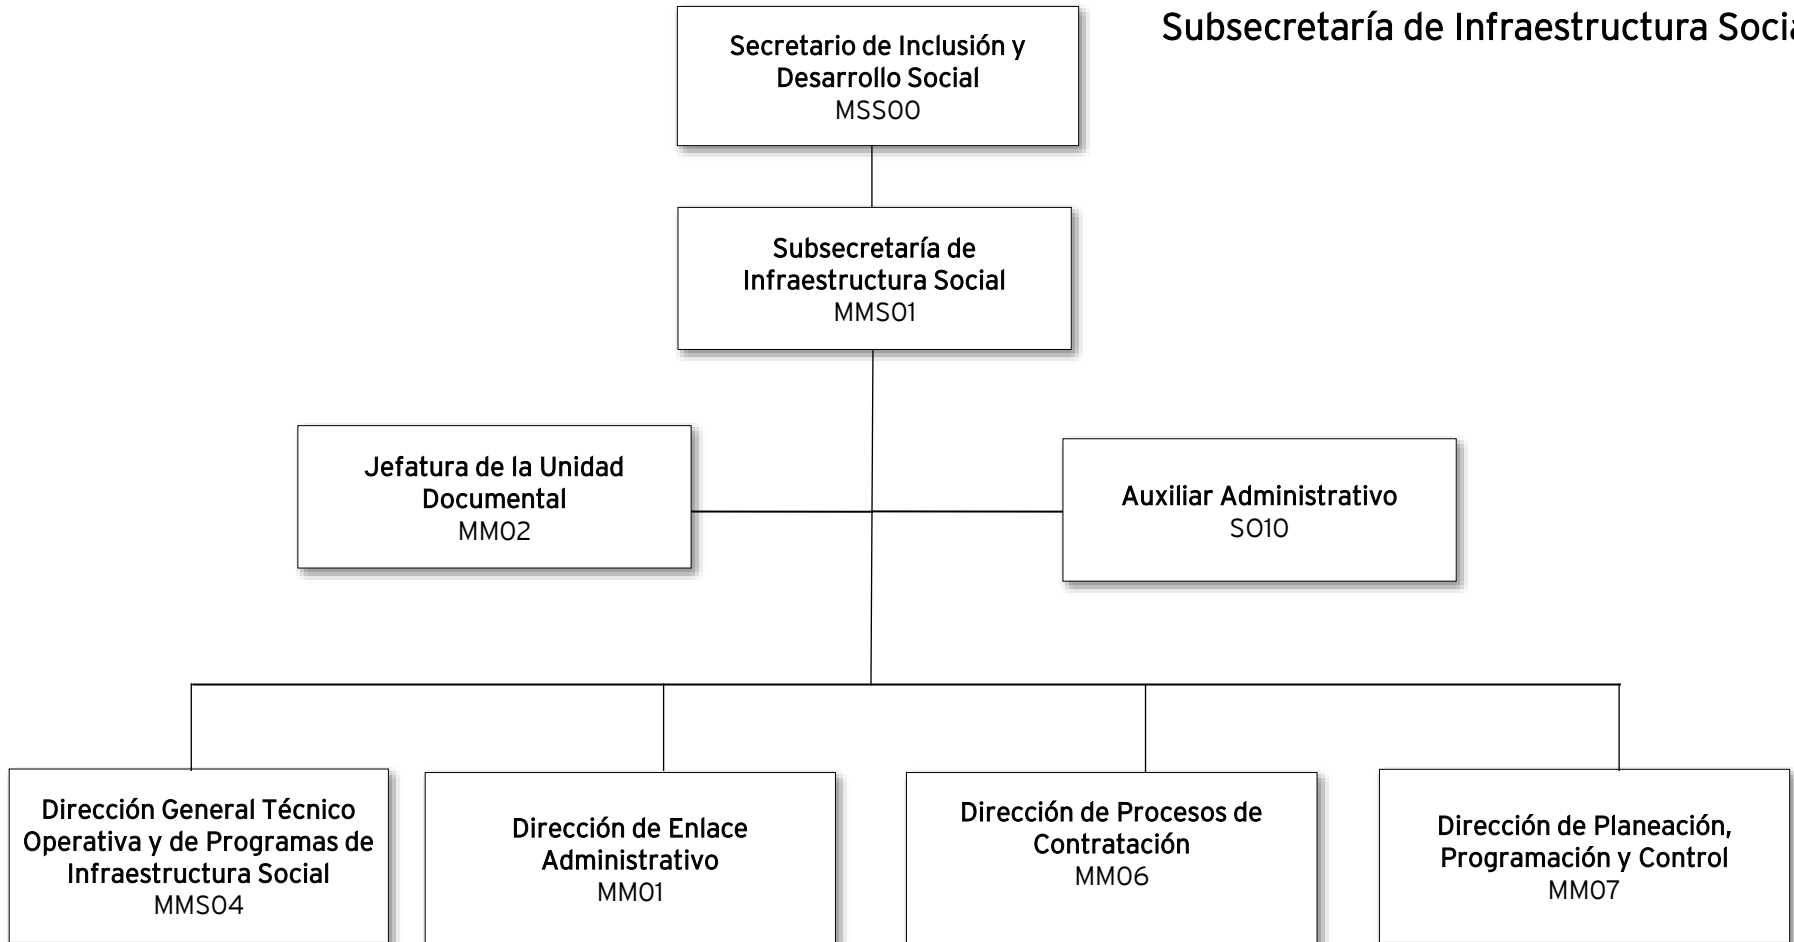 Subsecretaría de Infraestructura Socia
Secretario de Inclusión y
Desarrollo Social
MSS00
Subsecretaría de
Infraestructura Social
MMS01
Jefatura de la Unidad
Documental
MM02
Auxiliar Administrativo
S010
Dirección General Técnico
Operativa y de Programas de
Infraestructura Social
MMS04
Dirección de Enlace
Administrativo
MM01
Dirección de Procesos de
Contratación
MM06
Dirección de Planeación,
Programación y Control
MM07